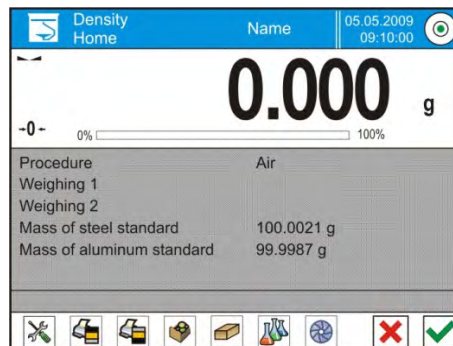 Density Name 05.05.2009
Home 09:10:00
0.000 g
0% 100%
Procedure Air
Weighing 1
Weighing 2
Mass of steel standard 100.0021 g
Mass of aluminum standard 99.9987 g